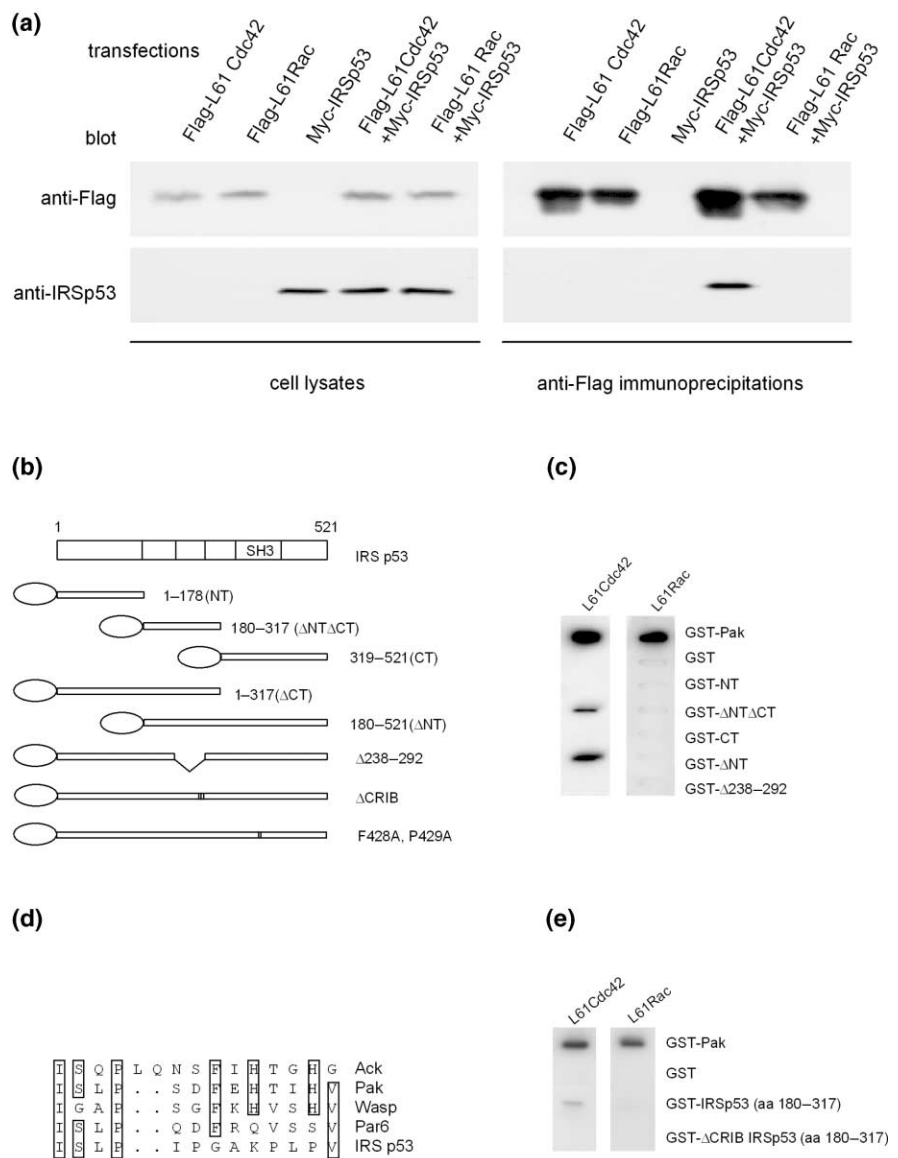 (a)
transfections
Flag-L61 Cdc42
Flag-L61Rac
Myc-IRSp53
Flag-L61Cdc42
+Myc-IRSp53
Flag-L61 Rac
+Myc-IRSp53
Flag-L61 Cdc42
Flag-L61Rac
Myc-IRSp53
Flag-L61Cdc42
+Myc-IRSp53
Flag-L61 Rac
+Myc-IRSp53
blot
anti-Flag
anti-IRSp53
cell lysates
anti-Flag immunoprecipitations
(b)
1
521
SH3
IRS p53
1–178(NT)
180–317 (ΔNTΔCT)
319–521(CT)
1–317(ΔCT)
180–521(ΔNT)
Δ238–292
ΔCRIB
F428A, P429A
(c)
L61Cdc42
L61Rac
GST-Pak
GST
GST-NT
GST-ΔNTΔCT
GST-CT
GST-ΔNT
GST-Δ238–292
(d)
I S Q P L Q N S F I H T G H G Ack
I S L P . . S D F E H T I H V Pak
I G A P . . S G F K H V S H V Wasp
I S L P . . Q D F R Q V S S V Par6
I S L P . . I P G A K P L P V IRS p53
(e)
L61Cdc42
L61Rac
GST-Pak
GST
GST-IRSp53 (aa 180–317)
GST-ΔCRIB IRSp53 (aa 180–317)